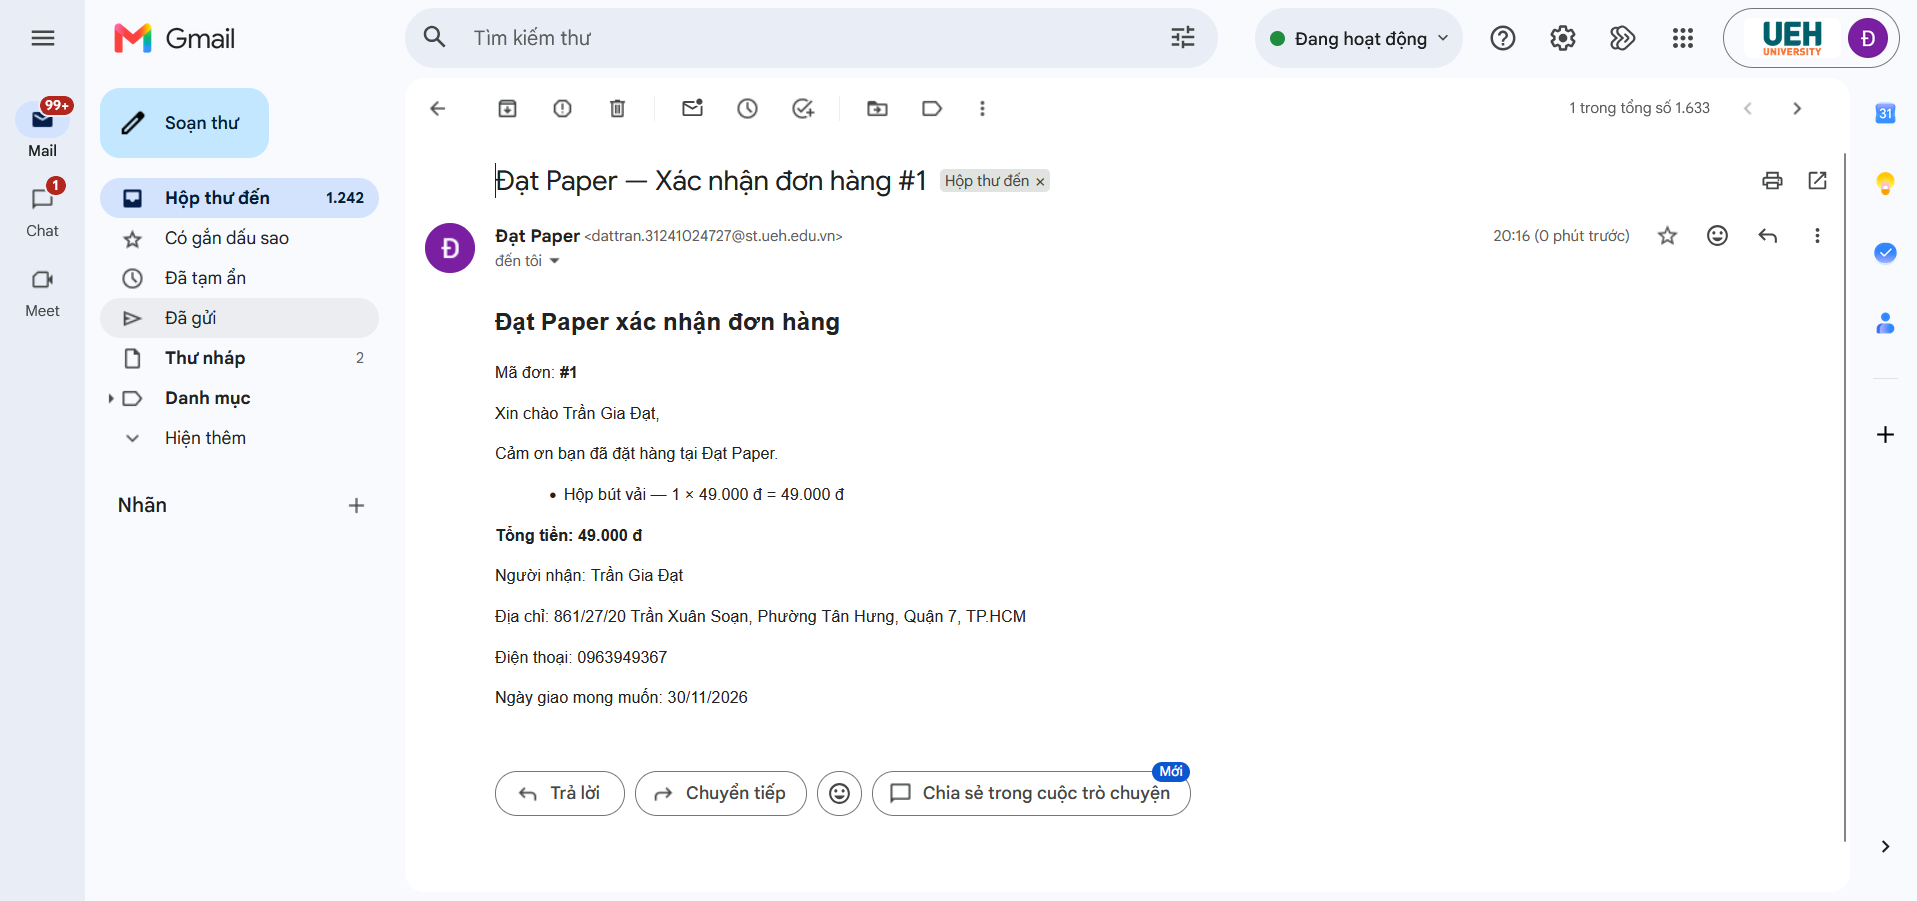 Gmail
Tìm kiếm thư
Đang hoạt động
UEH
UNIVERSITY
Đ
99+
Mail
1
Chat
Meet
Soạn thư
Hộp thư đến 1.242
Có gắn dấu sao
Đã tạm ẩn
Đã gửi
Thư nháp 2
Danh mục
Hiện thêm
Nhãn
1 trong tổng số 1.633
31
Đạt Paper — Xác nhận đơn hàng #1 Hộp thư đến ×
Đ
Đạt Paper <dattran.31241024727@st.ueh.edu.vn> 20:16 (0 phút trước)
đến tôi
Đạt Paper xác nhận đơn hàng
Mã đơn: #1
Xin chào Trần Gia Đạt,
Cảm ơn bạn đã đặt hàng tại Đạt Paper.
• Hộp bút vải — 1 × 49.000 đ = 49.000 đ
Tổng tiền: 49.000 đ
Người nhận: Trần Gia Đạt
Địa chỉ: 861/27/20 Trần Xuân Soạn, Phường Tân Hưng, Quận 7, TP.HCM
Điện thoại: 0963949367
Ngày giao mong muốn: 30/11/2026
Trả lời
Chuyển tiếp
Mới
Chia sẻ trong cuộc trò chuyện